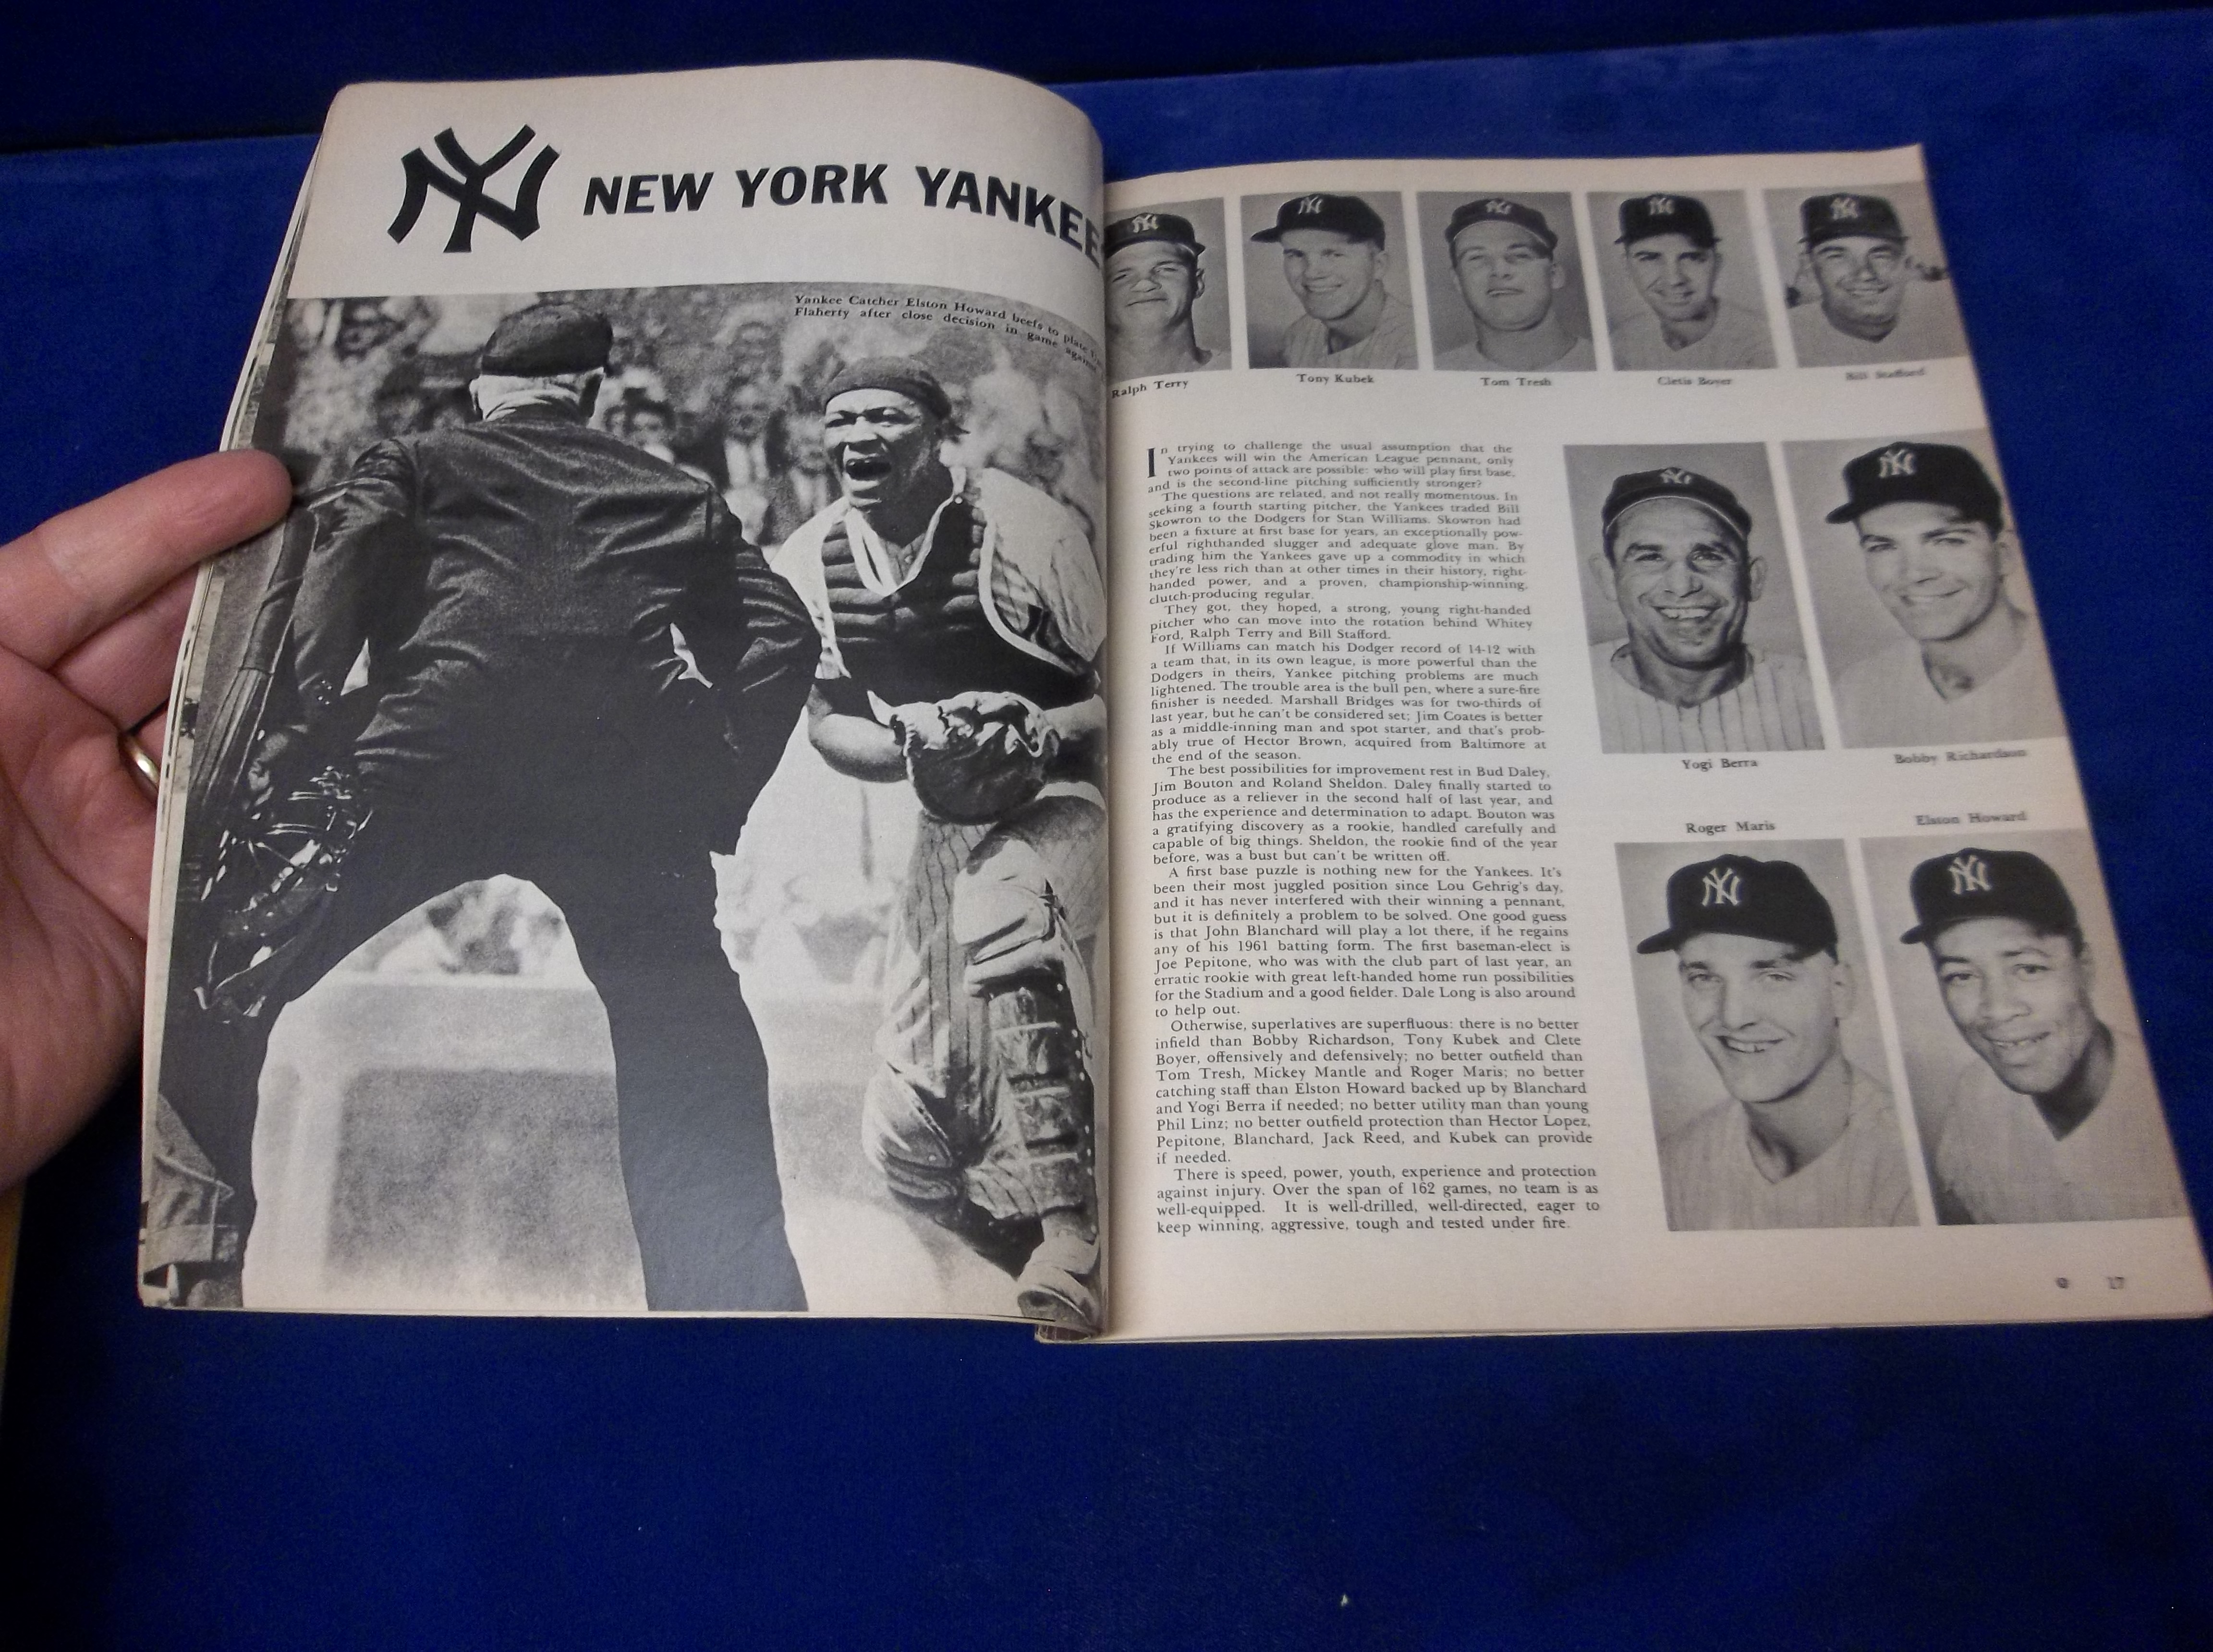 NY NEW YORK YANKEE
Yankee Catcher Elston Howard beefs to plate
Flaherty after close decision in game against
Ralph Terry
Tony Kubek
Tom Tresh
Cletis Boyer
Bill Stafford
In trying to challenge the usual assumption that the
Yankees will win the American League pennant, only
two points of attack are possible: who will play first base,
and is the second-line pitching sufficiently stronger?
The questions are related, and not really momentous. In
seeking a fourth starting pitcher, the Yankees traded Bill
Skowron to the Dodgers for Stan Williams. Skowron had
been a fixture at first base for years, an exceptionally pow-
erful righthanded slugger and adequate glove man. By
trading him the Yankees gave up a commodity in which
they're less rich than at other times in their history, right-
handed power, and a proven, championship-winning,
clutch-producing regular.
They got, they hoped, a strong, young right-handed
pitcher who can move into the rotation behind Whitey
Ford, Ralph Terry and Bill Stafford.
If Williams can match his Dodger record of 14-12 with
a team that, in its own league, is more powerful than the
Dodgers in theirs, Yankee pitching problems are much
lightened. The trouble area is the bull pen, where a sure-fire
finisher is needed. Marshall Bridges was for two-thirds of
last year, but he can't be considered set; Jim Coates is better
as a middle-inning man and spot starter, and that's prob-
ably true of Hector Brown, acquired from Baltimore at
the end of the season.
The best possibilities for improvement rest in Bud Daley,
Jim Bouton and Roland Sheldon. Daley finally started to
produce as a reliever in the second half of last year, and
has the experience and determination to adapt. Bouton was
a gratifying discovery as a rookie, handled carefully and
capable of big things. Sheldon, the rookie find of the year
before, was a bust but can't be written off.
A first base puzzle is nothing new for the Yankees. It's
been their most juggled position since Lou Gehrig's day,
and it has never interfered with their winning a pennant,
but it is definitely a problem to be solved. One good guess
is that John Blanchard will play a lot there, if he regains
any of his 1961 batting form. The first baseman-elect is
Joe Pepitone, who was with the club part of last year, an
erratic rookie with great left-handed home run possibilities
for the Stadium and a good fielder. Dale Long is also around
to help out.
Otherwise, superlatives are superfluous: there is no better
infield than Bobby Richardson, Tony Kubek and Clete
Boyer, offensively and defensively; no better outfield than
Tom Tresh, Mickey Mantle and Roger Maris; no better
catching staff than Elston Howard backed up by Blanchard
and Yogi Berra if needed; no better utility man than young
Phil Linz; no better outfield protection than Hector Lopez,
Pepitone, Blanchard, Jack Reed, and Kubek can provide
if needed.
There is speed, power, youth, experience and protection
against injury. Over the span of 162 games, no team is as
well-equipped. It is well-drilled, well-directed, eager to
keep winning, aggressive, tough and tested under fire.
Yogi Berra
Bobby Richardson
Roger Maris
Elston Howard
17